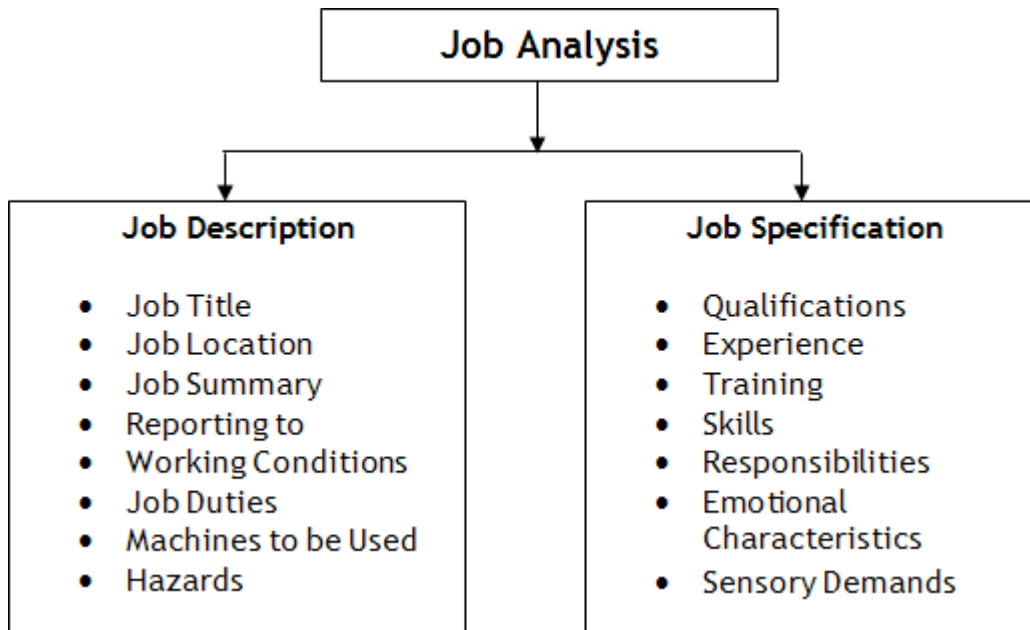 Job Analysis
Job Description
• Job Title
• Job Location
• Job Summary
• Reporting to
• Working Conditions
• Job Duties
• Machines to be Used
• Hazards
Job Specification
• Qualifications
• Experience
• Training
• Skills
• Responsibilities
• Emotional
Characteristics
• Sensory Demands